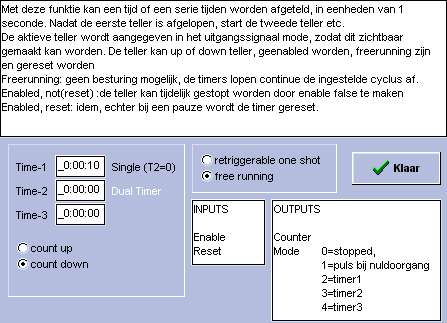 Met deze funktie kan een tijd of een serie tijden worden afgeteld, in eenheden van 1
seconde. Nadat de eerste teller is afgelopen, start de tweede teller etc.
De aktieve teller wordt aangegeven in het uitgangssignaal mode, zodat dit zichtbaar
gemaakt kan worden. De teller kan up of down teller, geenabled worden, freerunning zijn
en gereset worden
Freerunning: geen besturing mogelijk, de timers lopen continue de ingestelde cyclus af.
Enabled, not(reset) :de teller kan tijdelijk gestopt worden door enable false te maken
Enabled, reset: idem, echter bij een pauze wordt de timer gereset.
Time-1 _0:00:10 Single (T2=0)
Time-2 _0:00:00 Dual Timer
Time-3 _0:00:00
count up
count down
retriggerable one shot
free running
Klaar
INPUTS
Enable
Reset
OUTPUTS
Counter
Mode 0=stopped,
1=puls bij nuldoorgang
2=timer1
3=timer2
4=timer3